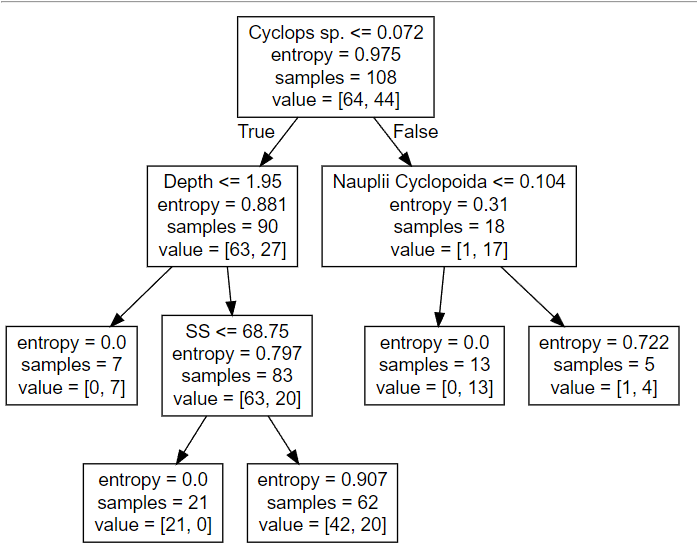 Cyclops sp. <= 0.072
entropy = 0.975
samples = 108
value = [64, 44]
True
False
Depth <= 1.95
entropy = 0.881
samples = 90
value = [63, 27]
Nauplii Cyclopoida <= 0.104
entropy = 0.31
samples = 18
value = [1, 17]
entropy = 0.0
samples = 7
value = [0, 7]
SS <= 68.75
entropy = 0.797
samples = 83
value = [63, 20]
entropy = 0.0
samples = 13
value = [0, 13]
entropy = 0.722
samples = 5
value = [1, 4]
entropy = 0.0
samples = 21
value = [21, 0]
entropy = 0.907
samples = 62
value = [42, 20]